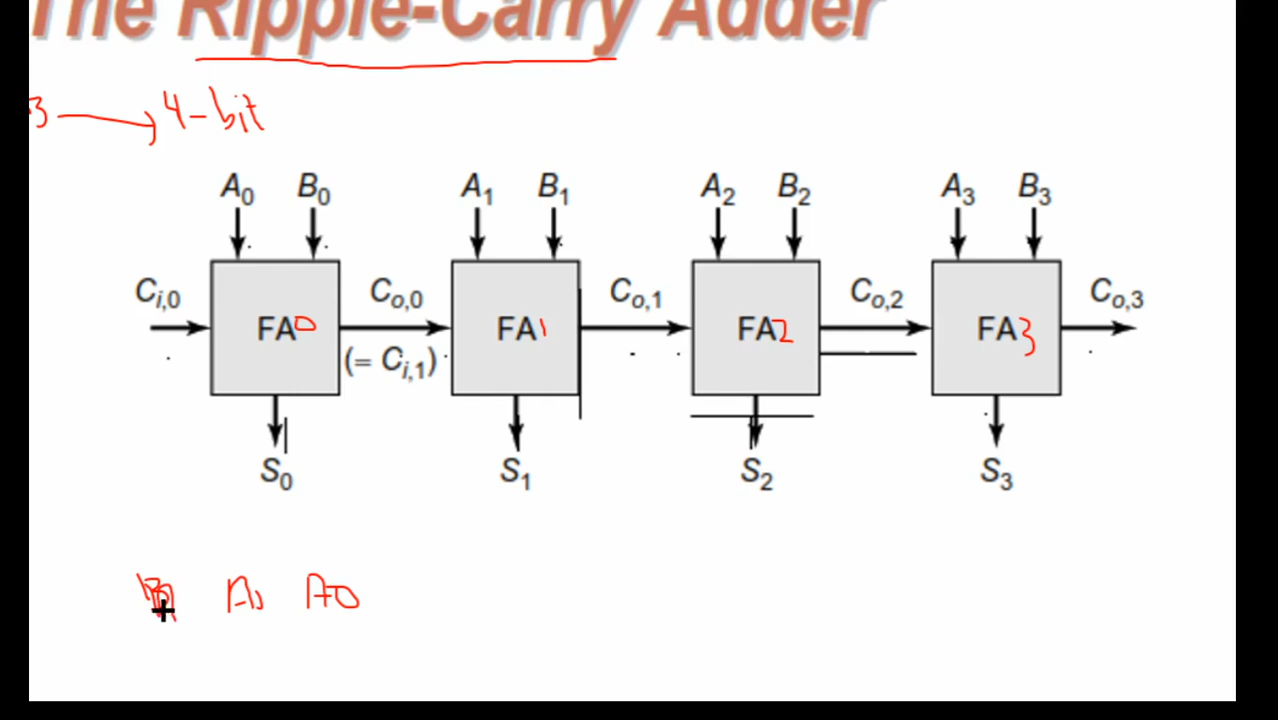 The Ripple-Carry Adder
3 → 4-bit
A0 B0 A1 B1 A2 B2 A3 B3
Ci,0 FA0 Co,0 FA1 Co,1 FA2 Co,2 FA3 Co,3
(= Ci,1)
S0 S1 S2 S3
A1 A0